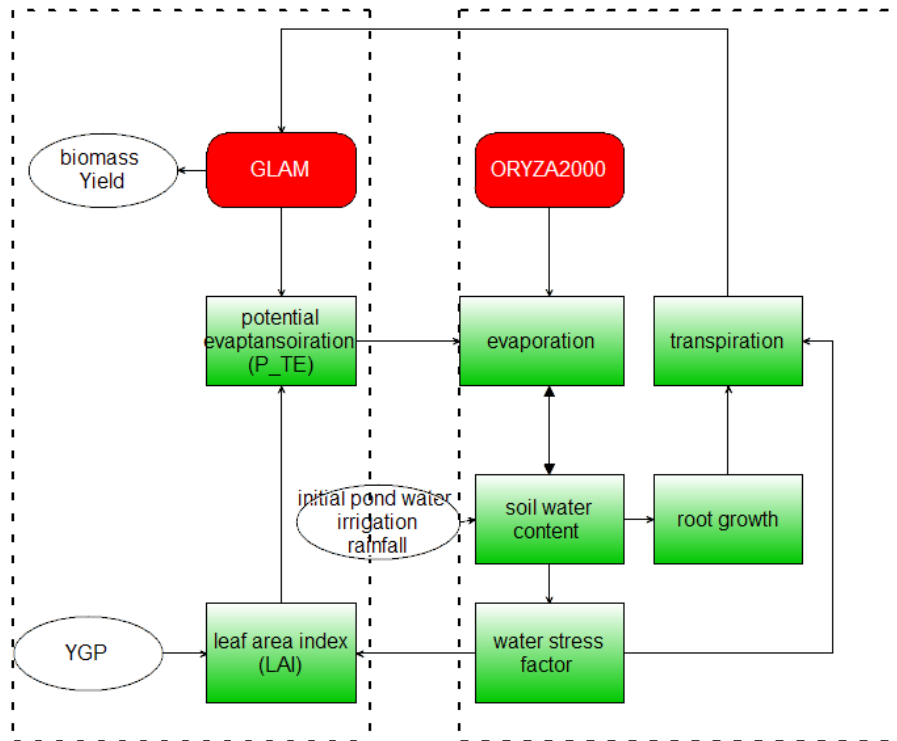 biomass
Yield
GLAM
ORYZA2000
potential
evaptansoiration
(P_TE)
evaporation
transpiration
initial pond water
irrigation
rainfall
soil water
content
root growth
YGP
leaf area index
(LAI)
water stress
factor